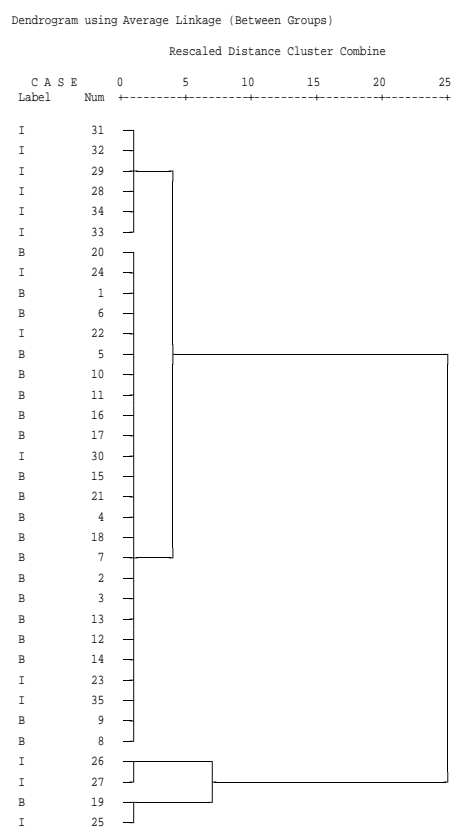 Dendrogram using Average Linkage (Between Groups)
Rescaled Distance Cluster Combine
C A S E 0 5 10 15 20 25
Label Num
I 31
I 32
I 29
I 28
I 34
I 33
B 20
I 24
B 1
B 6
I 22
B 5
B 10
B 11
B 16
B 17
I 30
B 15
B 21
B 4
B 18
B 7
B 2
B 3
B 13
B 12
B 14
I 23
I 35
B 9
B 8
I 26
I 27
B 19
I 25